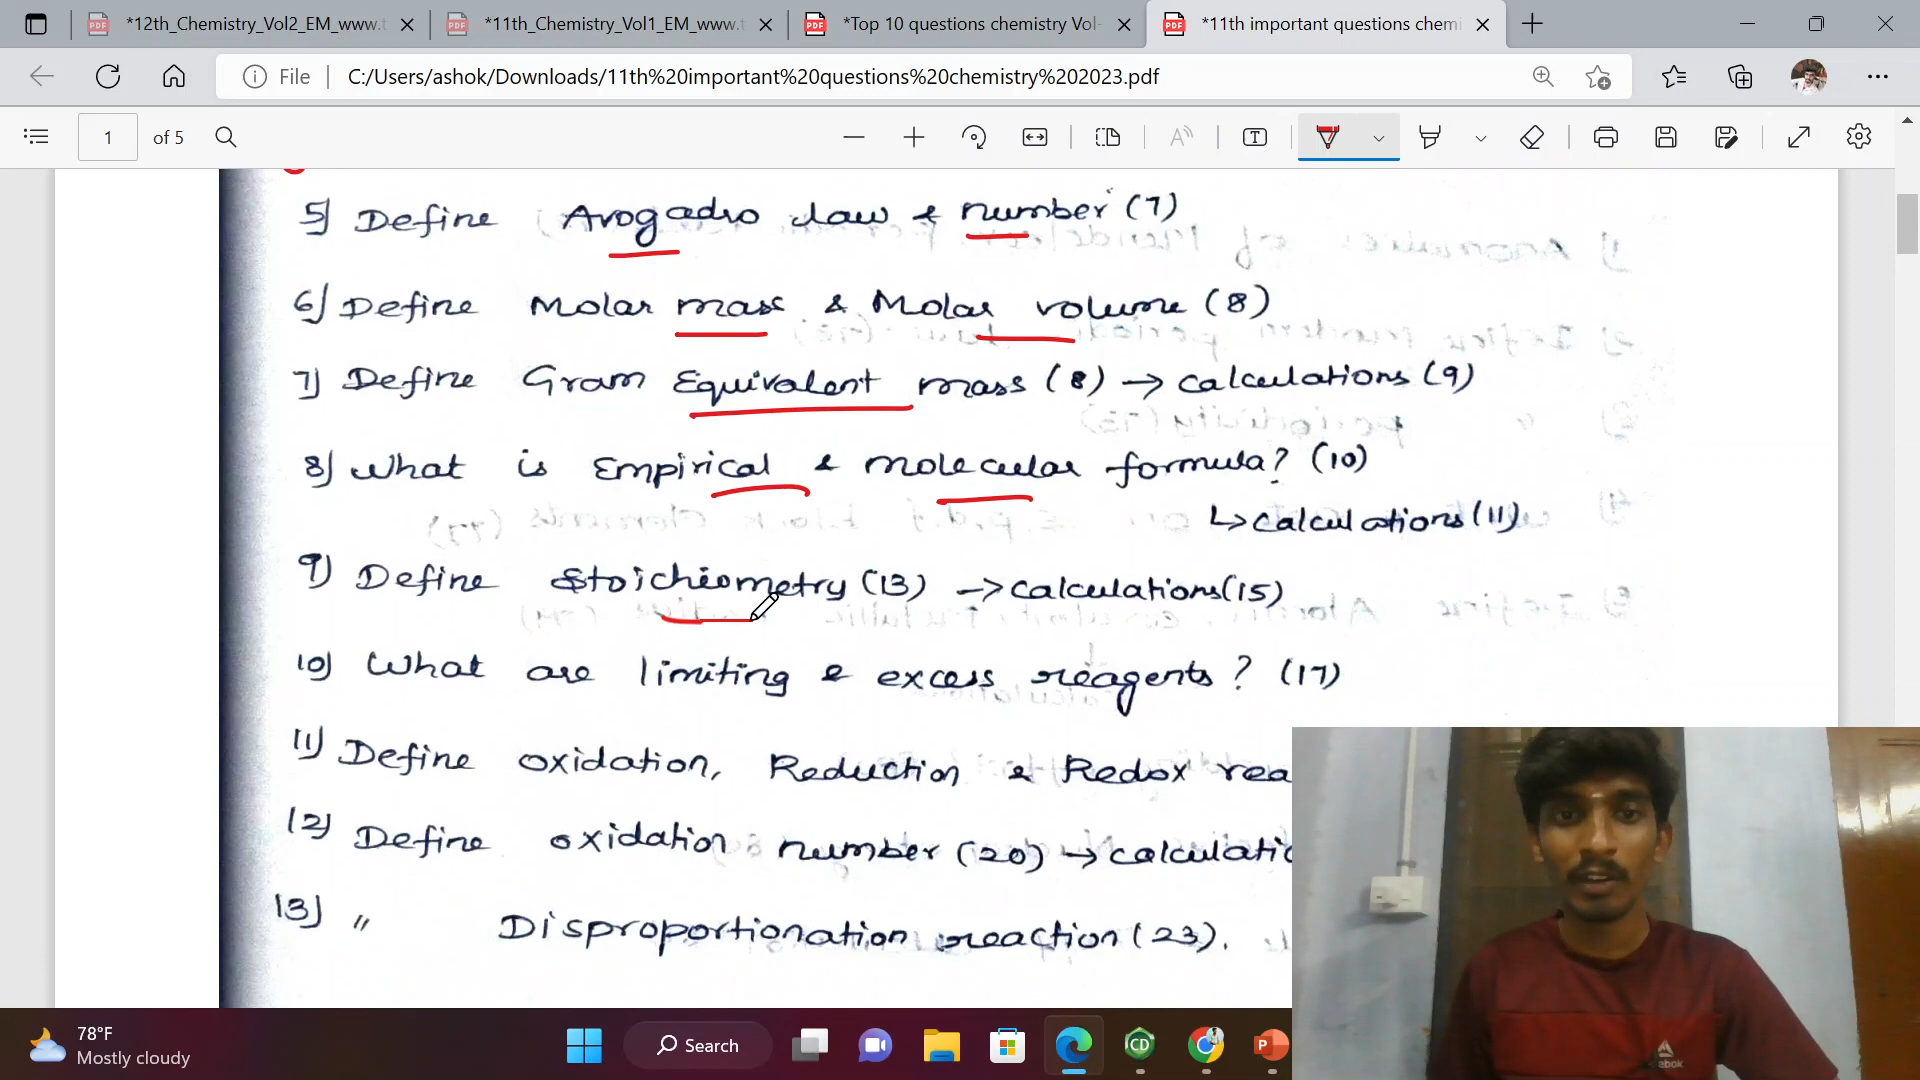 *12th_Chemistry_Vol2_EM_www.t
*11th_Chemistry_Vol1_EM_www.t
*Top 10 questions chemistry Vol-
*11th important questions chemi
File
C:/Users/ashok/Downloads/11th%20important%20questions%20chemistry%202023.pdf
1 of 5
5) Define Avogadro law & number (7)
6) Define Molar mass & Molar volume (8)
7) Define Gram Equivalent mass (8) → calculations (9)
8) What is Empirical & molecular formula? (10)
↳ calculations (11)
9) Define Stoichiometry (13) → calculations (15)
10) What are limiting & excess reagents? (17)
11) Define oxidation, Reduction & Redox rea
12) Define oxidation number (20) → calculatio
13) " Disproportionation reaction (23).
78°F
Mostly cloudy
Search